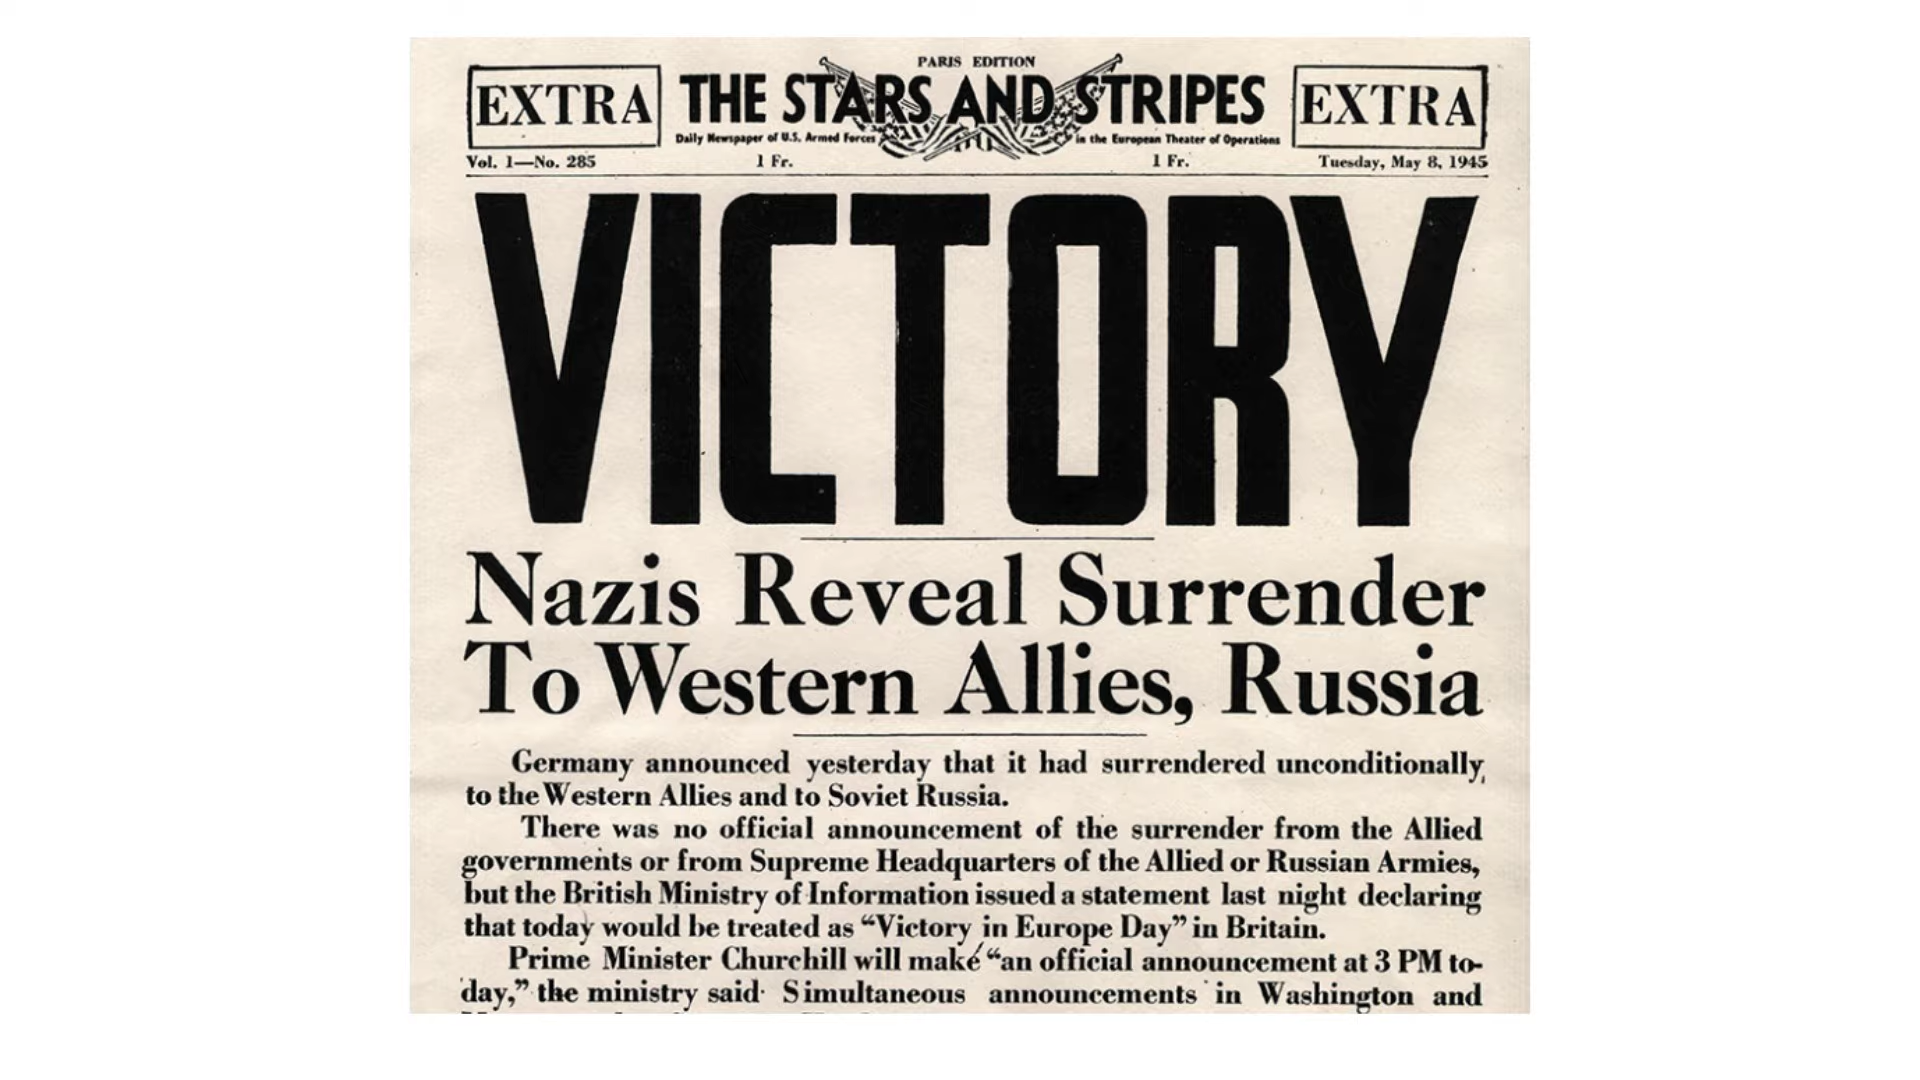 PARIS EDITION
EXTRA THE STARS AND STRIPES EXTRA
Daily Newspaper of U.S. Armed Forces in the European Theater of Operations
Vol. 1—No. 285 1 Fr. 1 Fr. Tuesday, May 8, 1945
VICTORY
Nazis Reveal Surrender
To Western Allies, Russia
Germany announced yesterday that it had surrendered unconditionally,
to the Western Allies and to Soviet Russia.
There was no official announcement of the surrender from the Allied
governments or from Supreme Headquarters of the Allied or Russian Armies,
but the British Ministry of Information issued a statement last night declaring
that today would be treated as “Victory in Europe Day” in Britain.
Prime Minister Churchill will make “an official announcement at 3 PM to-
day,” the ministry said. Simultaneous announcements in Washington and